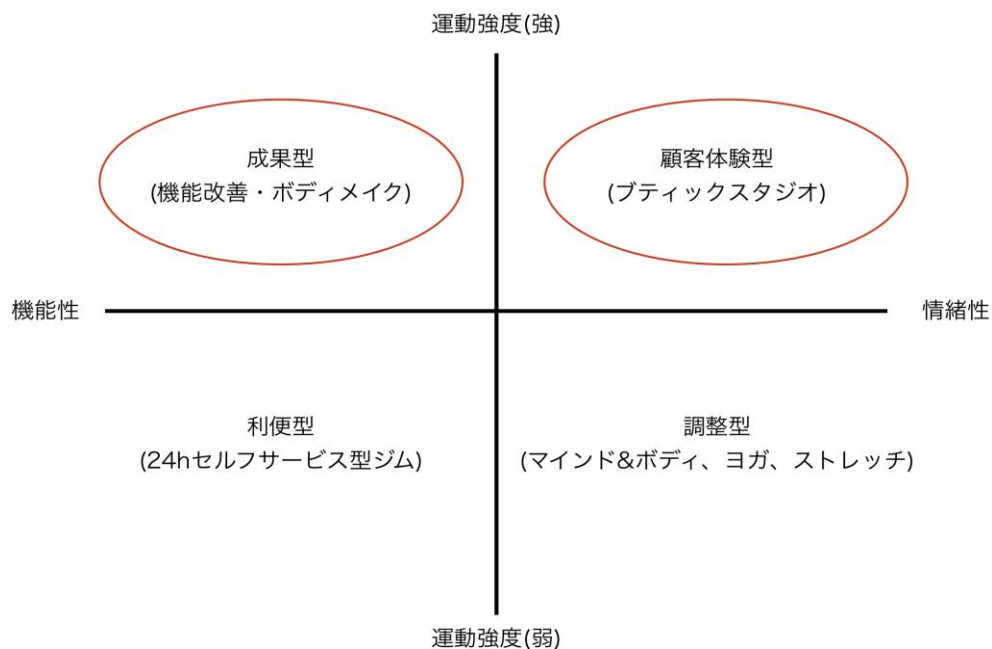 運動強度(強)
成果型
(機能改善・ボディメイク)
顧客体験型
(ブティックスタジオ)
機能性
情緒性
利便型
(24hセルフサービス型ジム)
調整型
(マインド&ボディ、ヨガ、ストレッチ)
運動強度(弱)